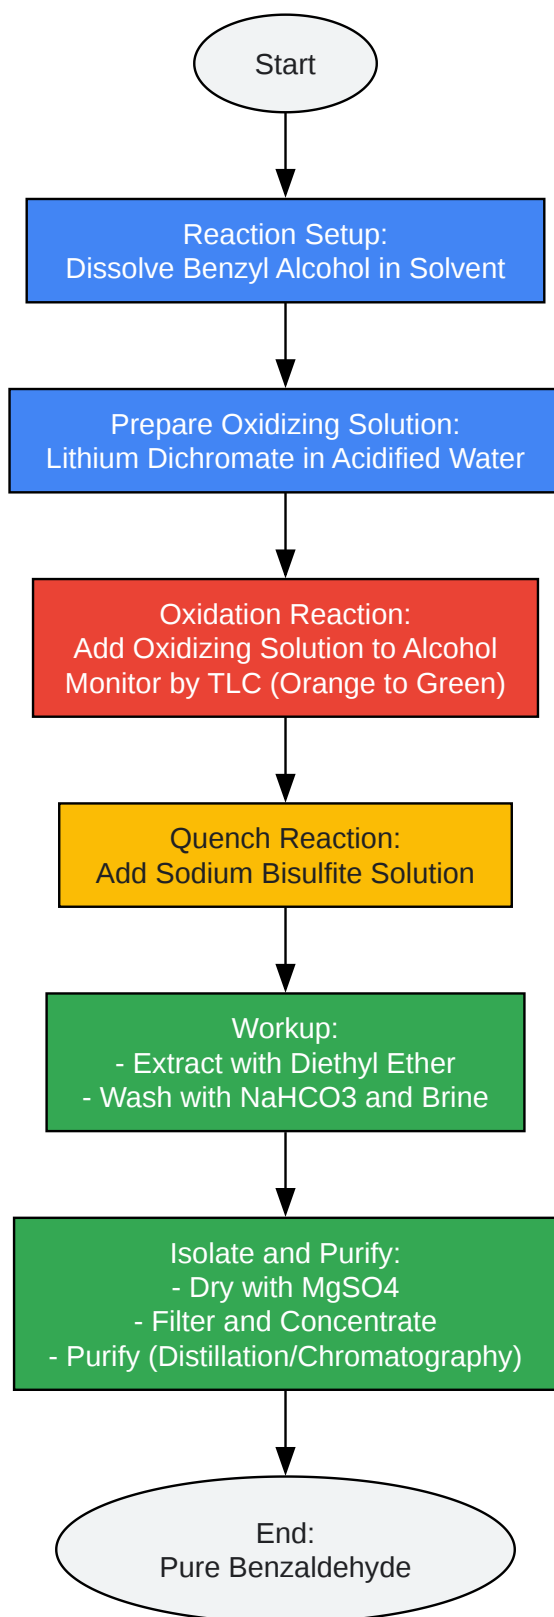 Start
Reaction Setup:
Dissolve Benzyl Alcohol in Solvent
Prepare Oxidizing Solution:
Lithium Dichromate in Acidified Water
Oxidation Reaction:
Add Oxidizing Solution to Alcohol
Monitor by TLC (Orange to Green)
Quench Reaction:
Add Sodium Bisulfite Solution
Workup:
- Extract with Diethyl Ether
- Wash with NaHCO3 and Brine
Isolate and Purify:
- Dry with MgSO4
- Filter and Concentrate
- Purify (Distillation/Chromatography)
End:
Pure Benzaldehyde